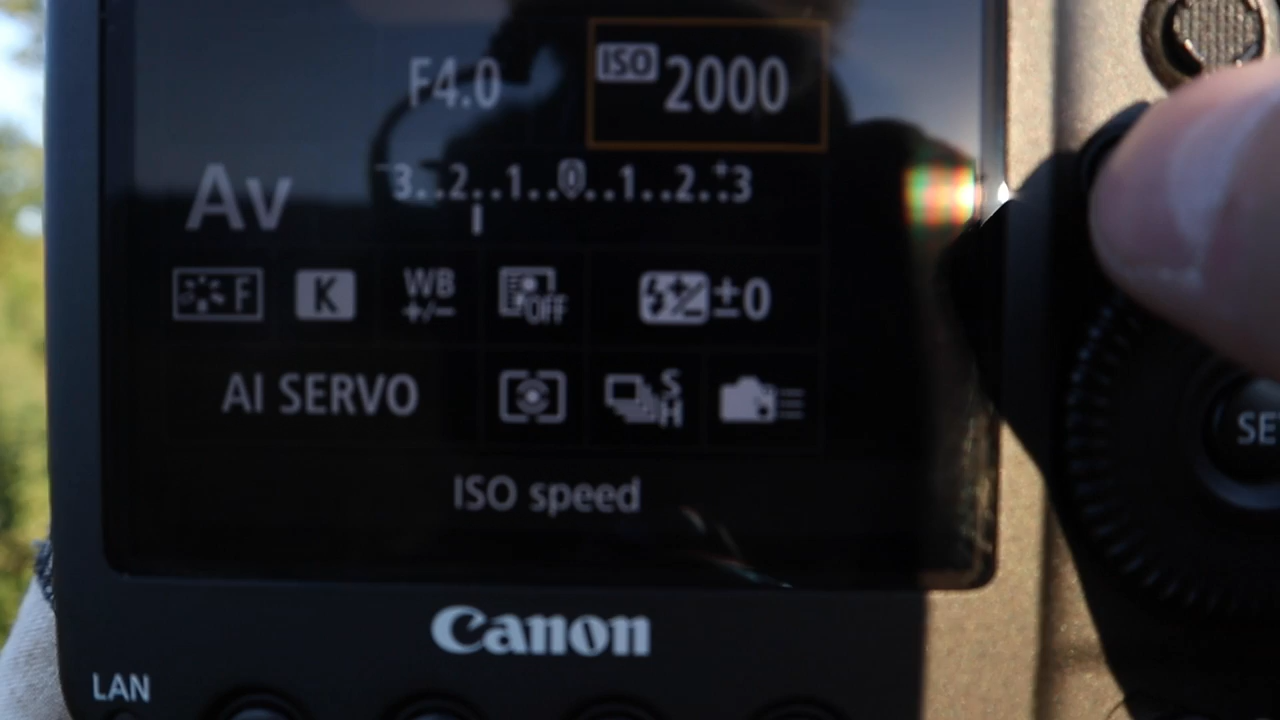 F4.0 ISO 2000
Av -3..2..1..0..1..2.+3
F K WB +/- OFF ±0
AI SERVO S H
ISO speed
Canon
LAN
SE